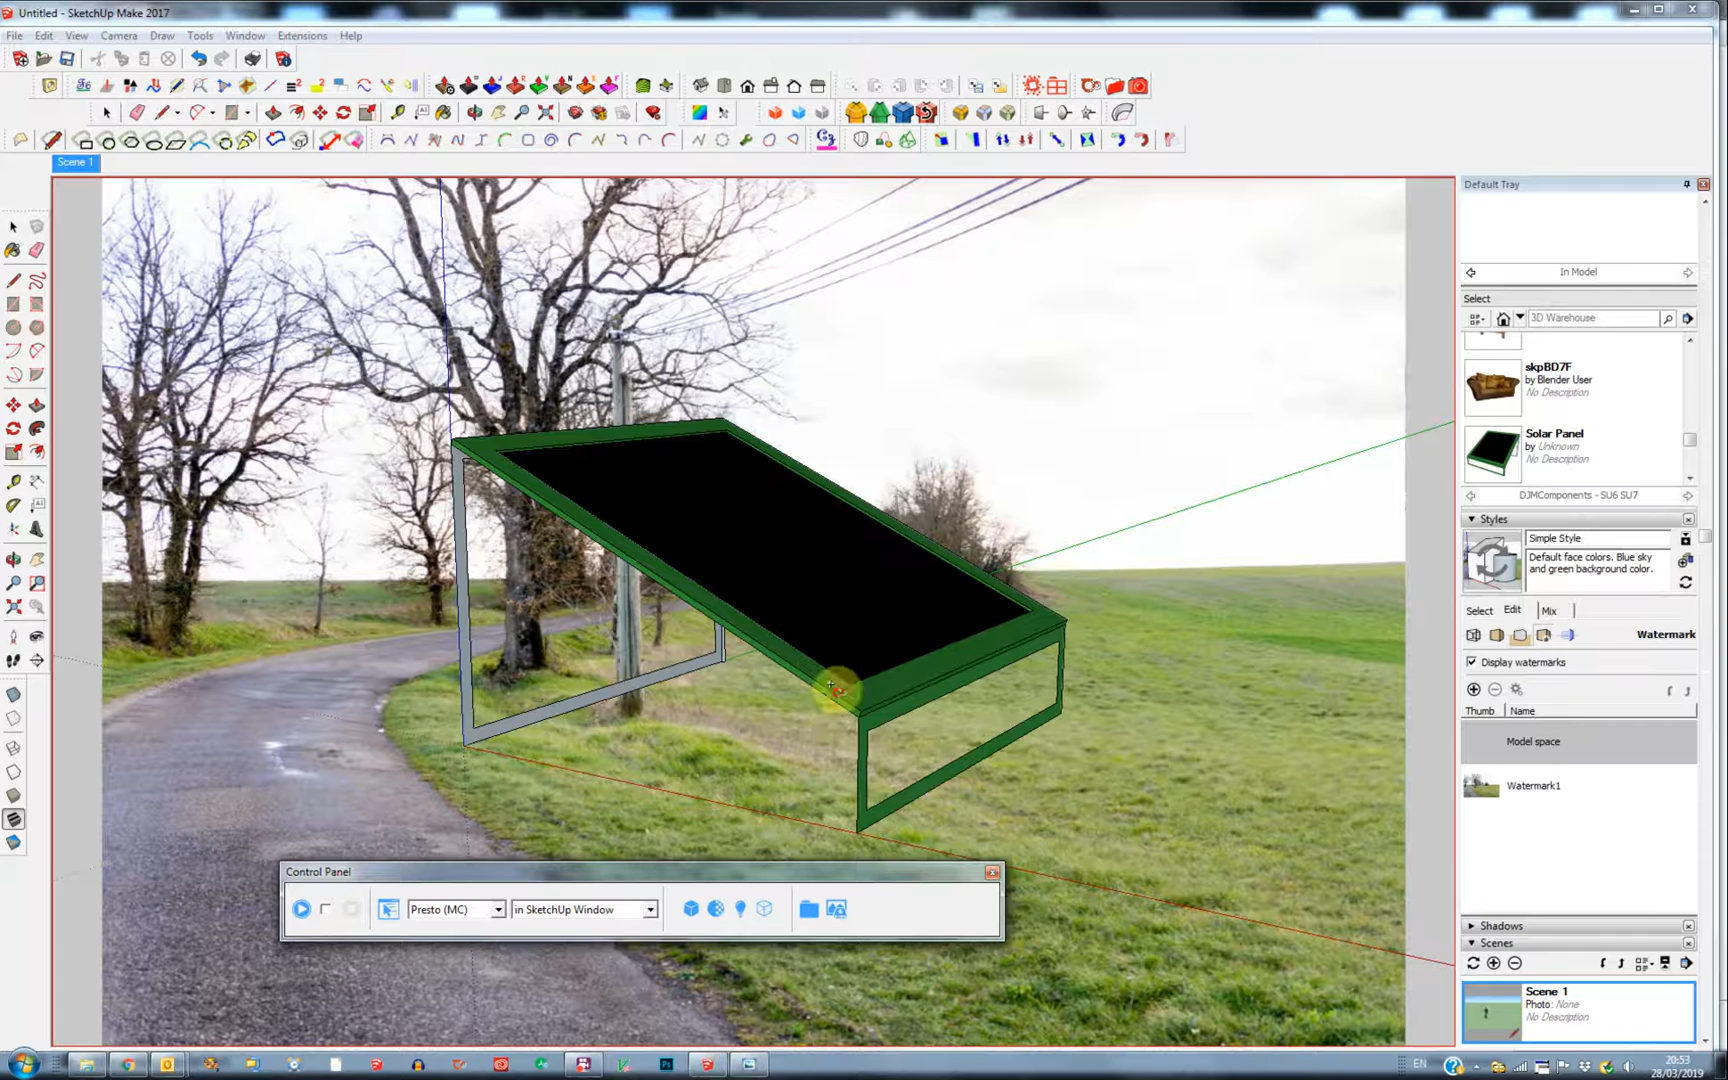 Untitled - SketchUp Make 2017
File Edit View Camera Draw Tools Window Extensions Help
Scene 1
Default Tray
In Model
Select
3D Warehouse
skpBD7F
by Blender User
No Description
Solar Panel
by Unknown
No Description
DJMComponents - SU6 SU7
Styles
Simple Style
Default face colors. Blue sky
and green background color.
Select Edit Mix
Watermark
Display watermarks
Thumb Name
Model space
Watermark1
Control Panel
Presto (MC) in SketchUp Window
Shadows
Scenes
Scene 1
Photo: None
No Description
EN
20:53
28/03/2019